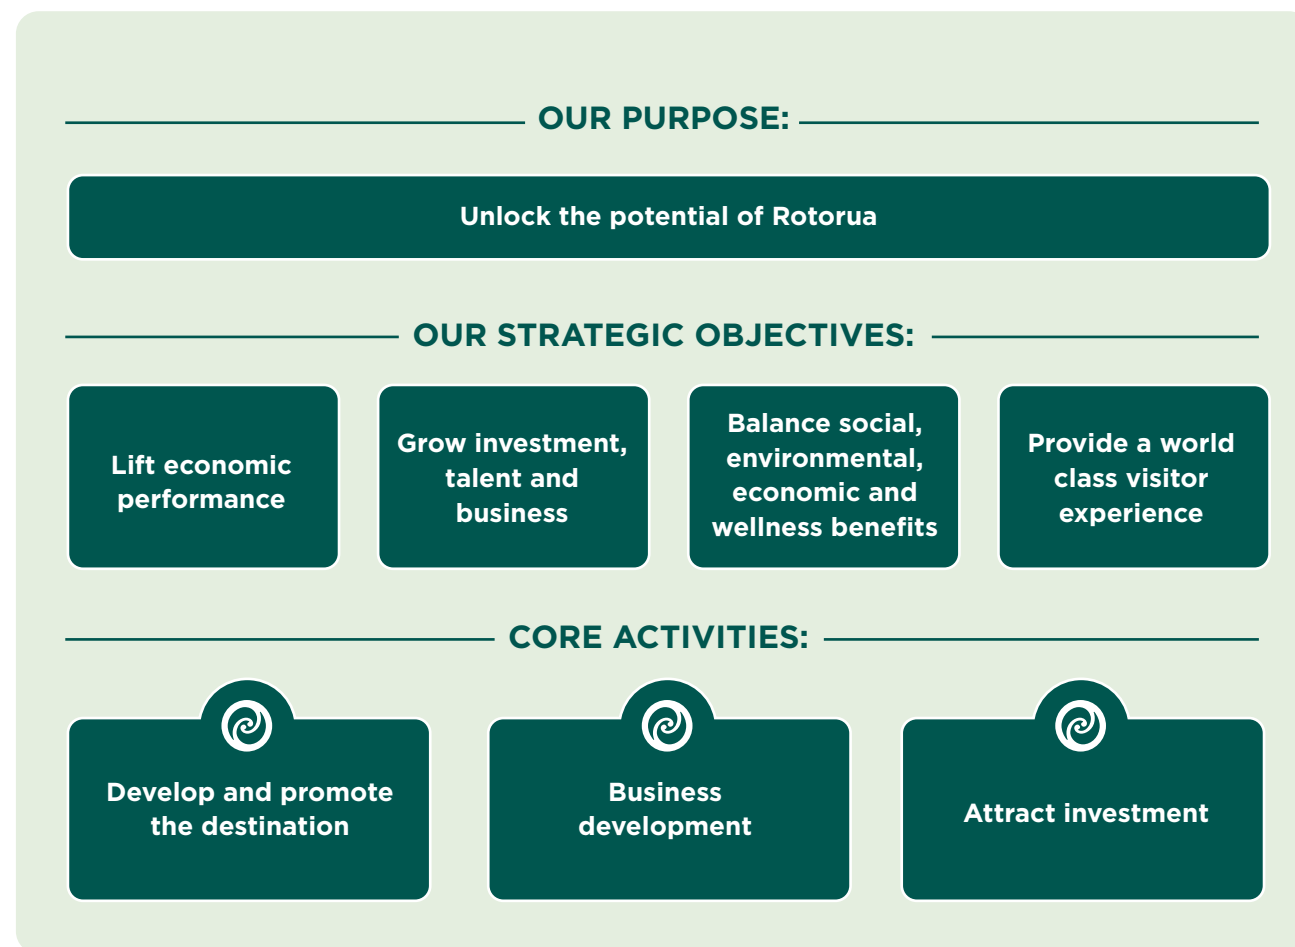 OUR PURPOSE:
Unlock the potential of Rotorua
OUR STRATEGIC OBJECTIVES:
Lift economic
performance
Grow investment,
talent and
business
Balance social,
environmental,
economic and
wellness benefits
Provide a world
class visitor
experience
CORE ACTIVITIES:
Develop and promote
the destination
Business
development
Attract investment